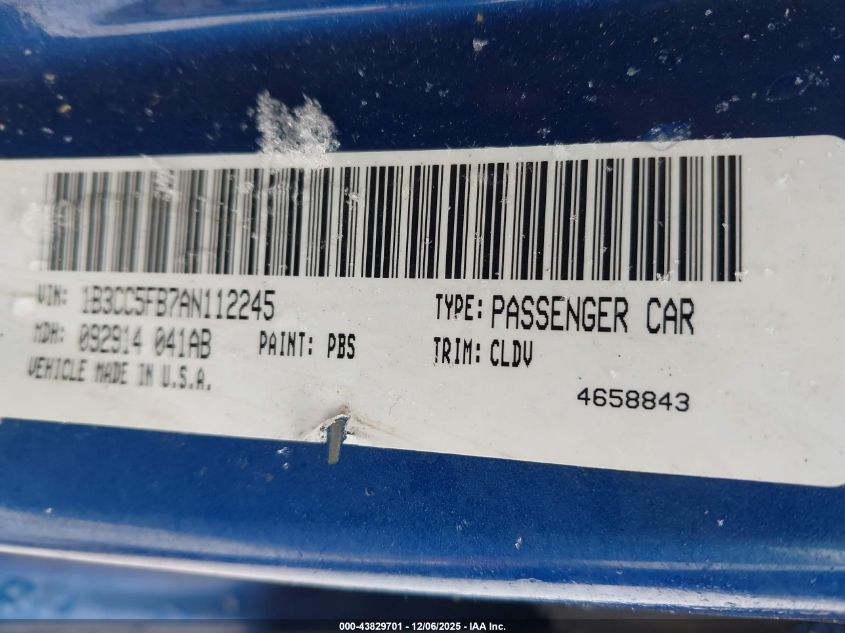 VIN: 1B3CC5FB7AN112245 TYPE: PASSENGER CAR
MDH: 092914 041AB PAINT: PBS TRIM: CLDV
VEHICLE MADE IN U.S.A.
4658843
000-43829701 - 12/06/2025 - IAA Inc.